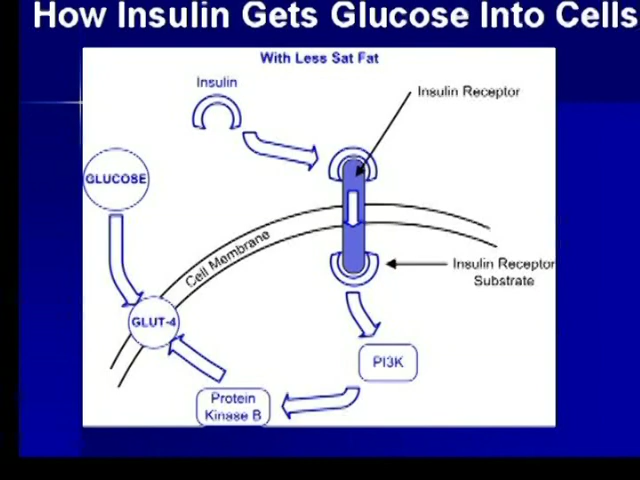 How Insulin Gets Glucose Into Cells
With Less Sat Fat
Insulin
Insulin Receptor
GLUCOSE
Cell Membrane
Insulin Receptor
Substrate
GLUT-4
PI3K
Protein
Kinase B